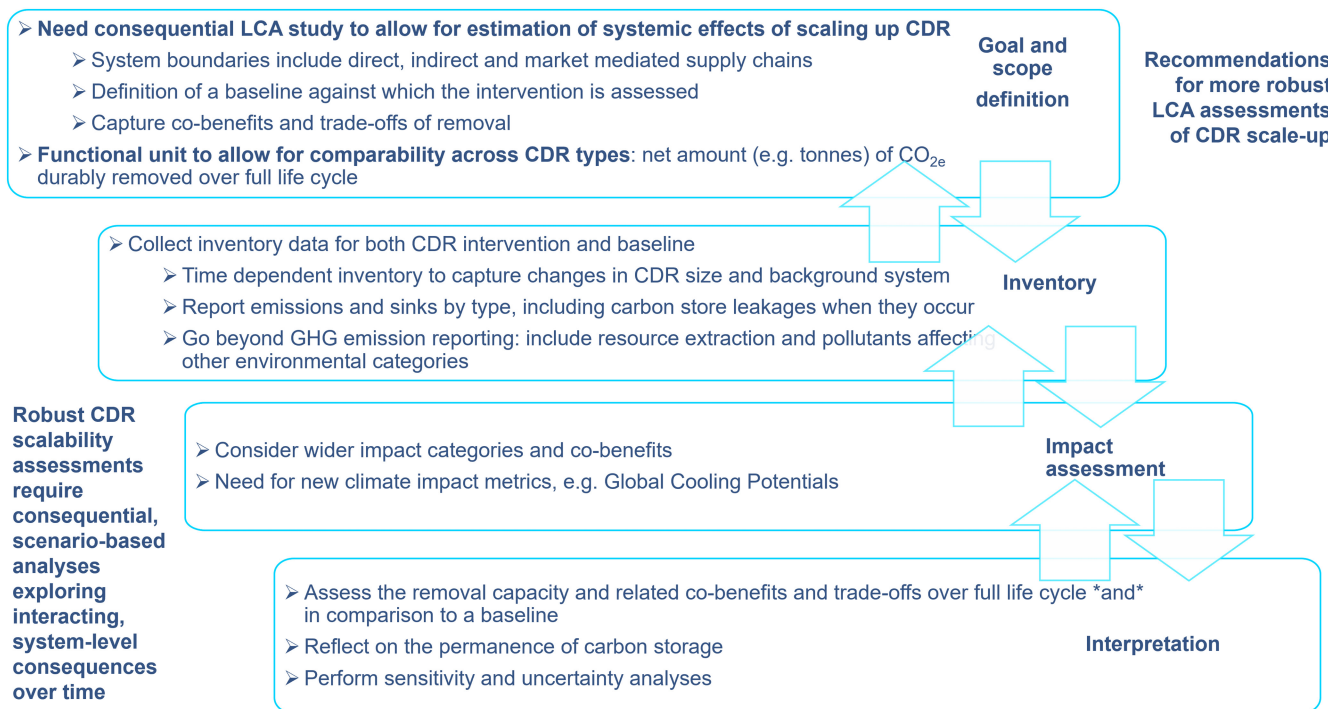 ➢ Need consequential LCA study to allow for estimation of systemic effects of scaling up CDR
➢ System boundaries include direct, indirect and market mediated supply chains
➢ Definition of a baseline against which the intervention is assessed
➢ Capture co-benefits and trade-offs of removal
➢ Functional unit to allow for comparability across CDR types: net amount (e.g. tonnes) of CO2e
durably removed over full life cycle
Goal and
scope
definition
Recommendations
for more robust
LCA assessments
of CDR scale-up
➢ Collect inventory data for both CDR intervention and baseline
➢ Time dependent inventory to capture changes in CDR size and background system
➢ Report emissions and sinks by type, including carbon store leakages when they occur
➢ Go beyond GHG emission reporting: include resource extraction and pollutants affecting
other environmental categories
Inventory
➢ Consider wider impact categories and co-benefits
➢ Need for new climate impact metrics, e.g. Global Cooling Potentials
Impact
assessment
Robust CDR
scalability
assessments
require
consequential,
scenario-based
analyses
exploring
interacting,
system-level
consequences
over time
➢ Assess the removal capacity and related co-benefits and trade-offs over full life cycle *and*
in comparison to a baseline
➢ Reflect on the permanence of carbon storage
➢ Perform sensitivity and uncertainty analyses
Interpretation